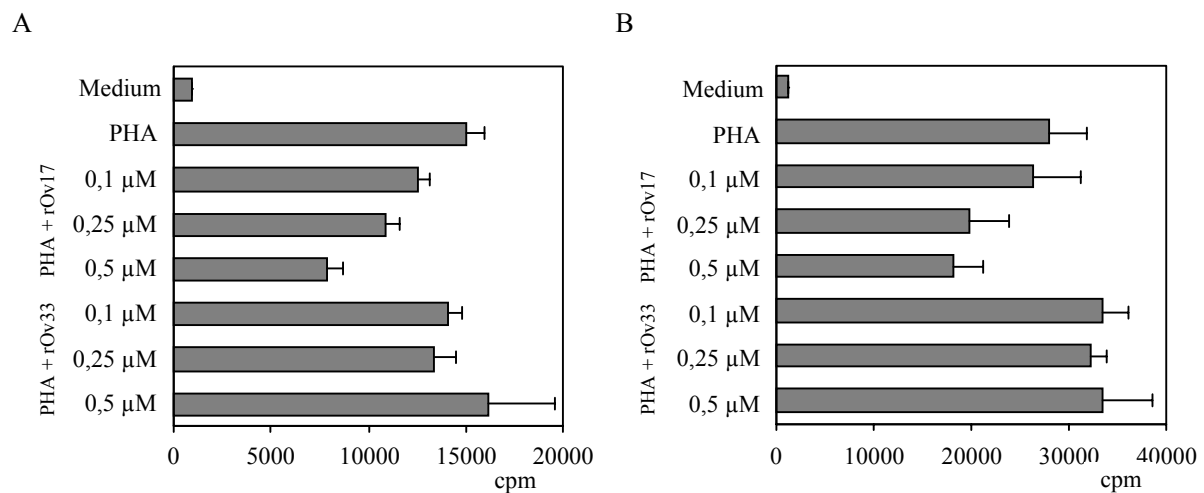 A
Medium
PHA
PHA + rOv17
0,1 µM
0,25 µM
0,5 µM
PHA + rOv33
0,1 µM
0,25 µM
0,5 µM
0 5000 10000 15000 20000
cpm
B
Medium
PHA
PHA + rOv17
0,1 µM
0,25 µM
0,5 µM
PHA + rOv33
0,1 µM
0,25 µM
0,5 µM
0 10000 20000 30000 40000
cpm